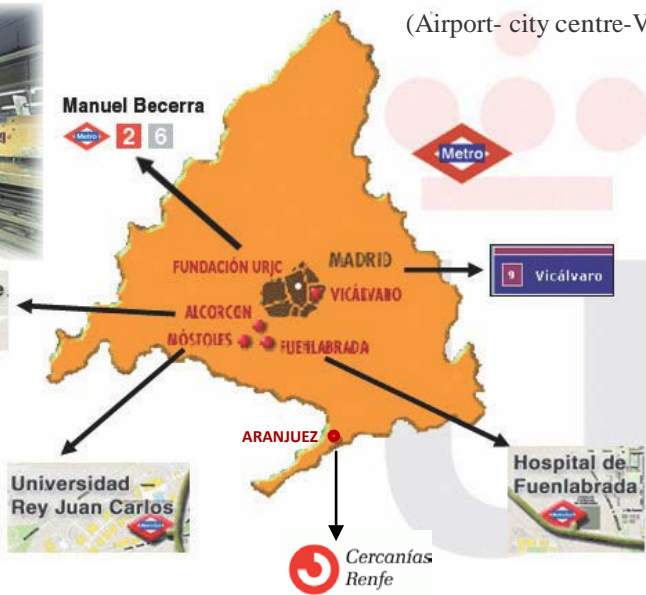 (Airport- city centre-V
Manuel Becerra
Metro 2 6
Metro
FUNDACIÓN URJC
MADRID
9 Vicálvaro
VICÁLVARO
ALCORCON
MÓSTOLES
FUENLABRADA
ARANJUEZ
Universidad
Rey Juan Carlos
Hospital de
Fuenlabrada
Cercanías
Renfe